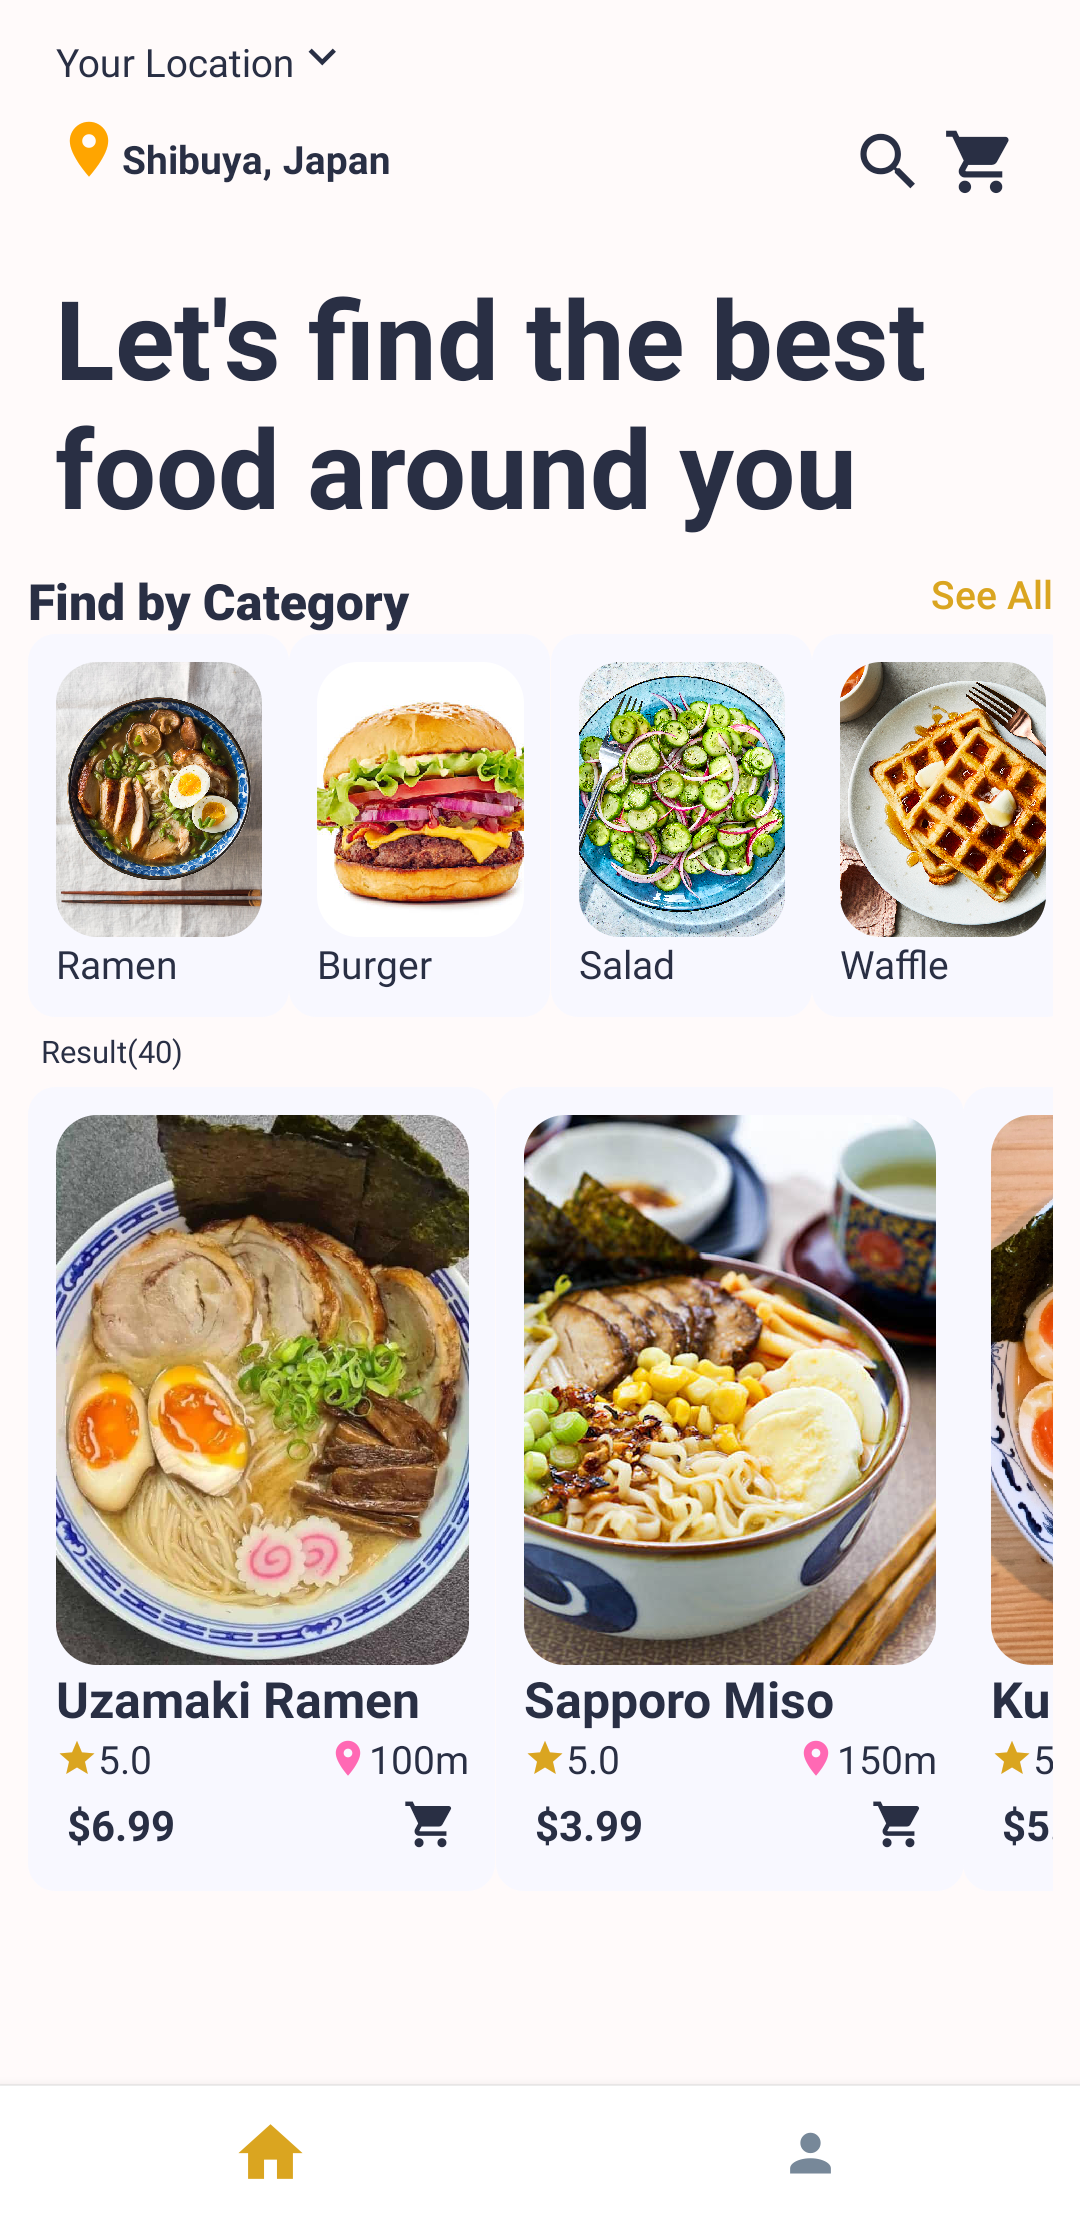 Your Location
Shibuya, Japan
Let's find the best
food around you
Find by Category
See All
Ramen
Burger
Salad
Waffle
Result(40)
Uzamaki Ramen
5.0
100m
$6.99
Sapporo Miso
5.0
150m
$3.99
Ku
5
$5.